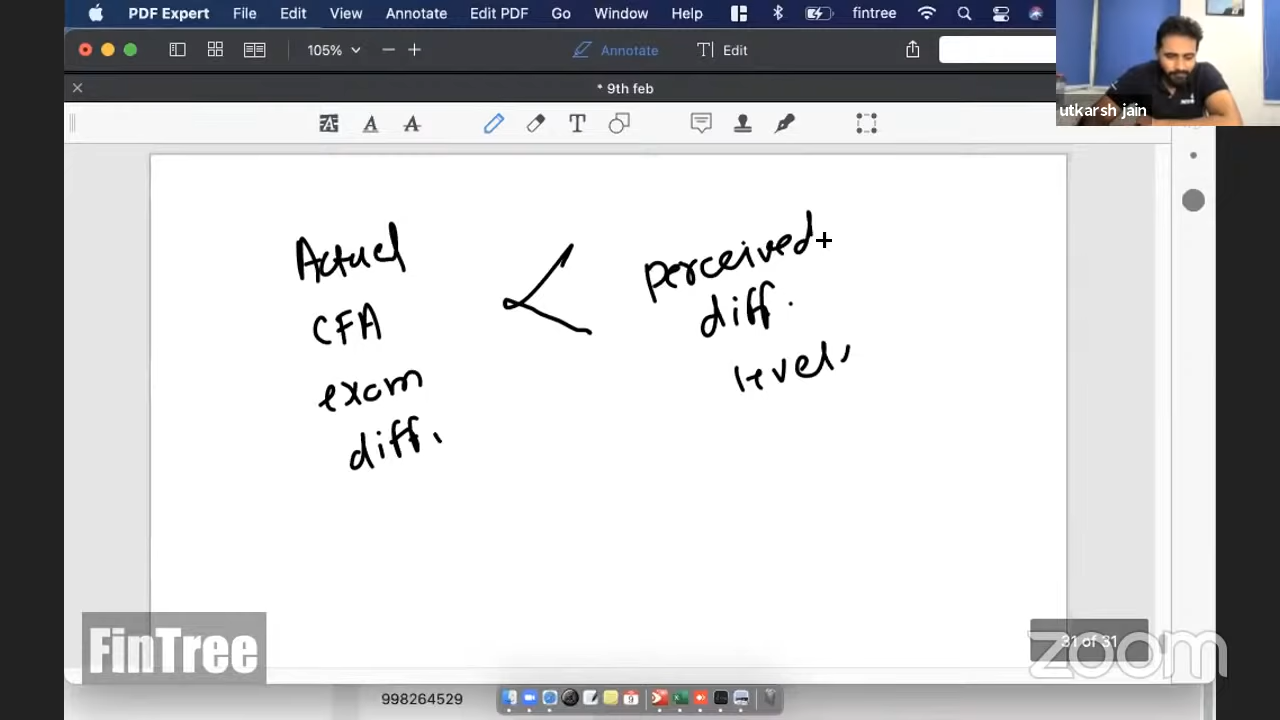 PDF Expert File Edit View Annotate Edit PDF Go Window Help fintree
105% Annotate T Edit
* 9th feb
utkarsh jain
Actual
CFA
exam
diff.
<
perceived
diff.
level.
FinTree
31 of 31
zoom
998264529